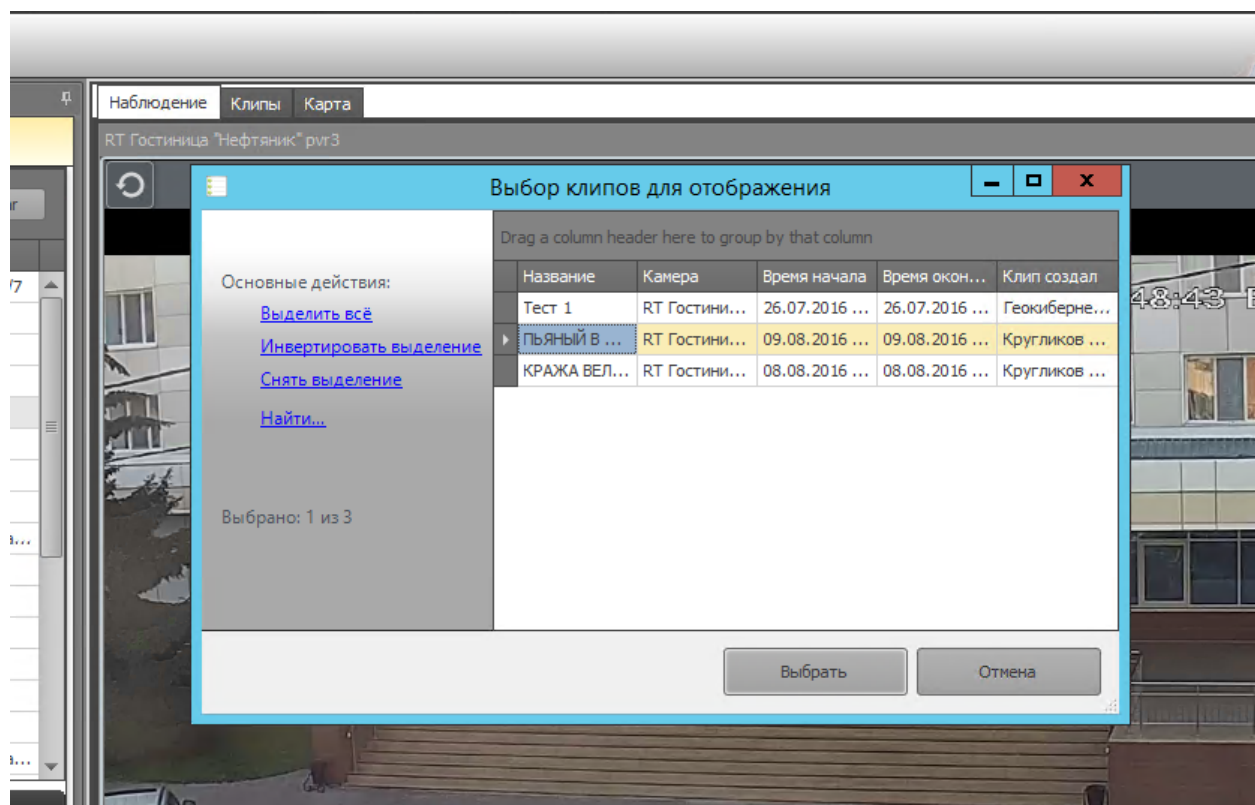 Наблюдение Клипы Карта
RT Гостиница "Нефтяник" pvr3
Выбор клипов для отображения
Drag a column header here to group by that column
Название Камера Время начала Время окон... Клип создал
Тест 1 RT Гостини... 26.07.2016 ... 26.07.2016 ... Геокиберне...
ПЬЯНЫЙ В ... RT Гостини... 09.08.2016 ... 09.08.2016 ... Кругликов ...
КРАЖА ВЕЛ... RT Гостини... 08.08.2016 ... 08.08.2016 ... Кругликов ...
Основные действия:
Выделить всё
Инвертировать выделение
Снять выделение
Найти...
Выбрано: 1 из 3
48:43
Выбрать Отмена